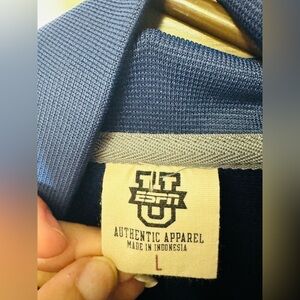 U
ESPN
AUTHENTIC APPAREL
MADE IN INDONESIA
L